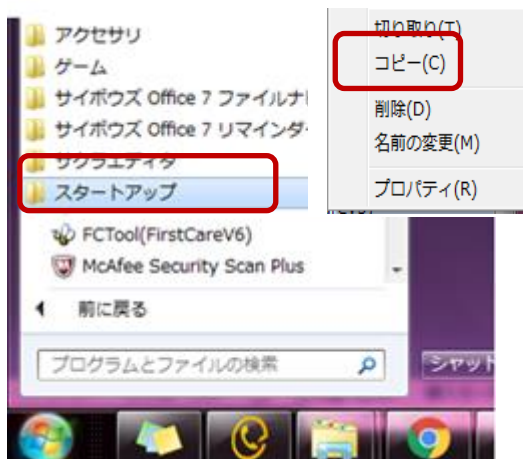 アクセサリ
ゲーム
サイボウズ Office 7 ファイルナ
サイボウズ Office 7 リマインダ
サクラエディタ
スタートアップ
FCTool(FirstCareV6)
McAfee Security Scan Plus
前に戻る
プログラムとファイルの検索
シャット
切り取り(T)
コピー(C)
削除(D)
名前の変更(M)
プロパティ(R)